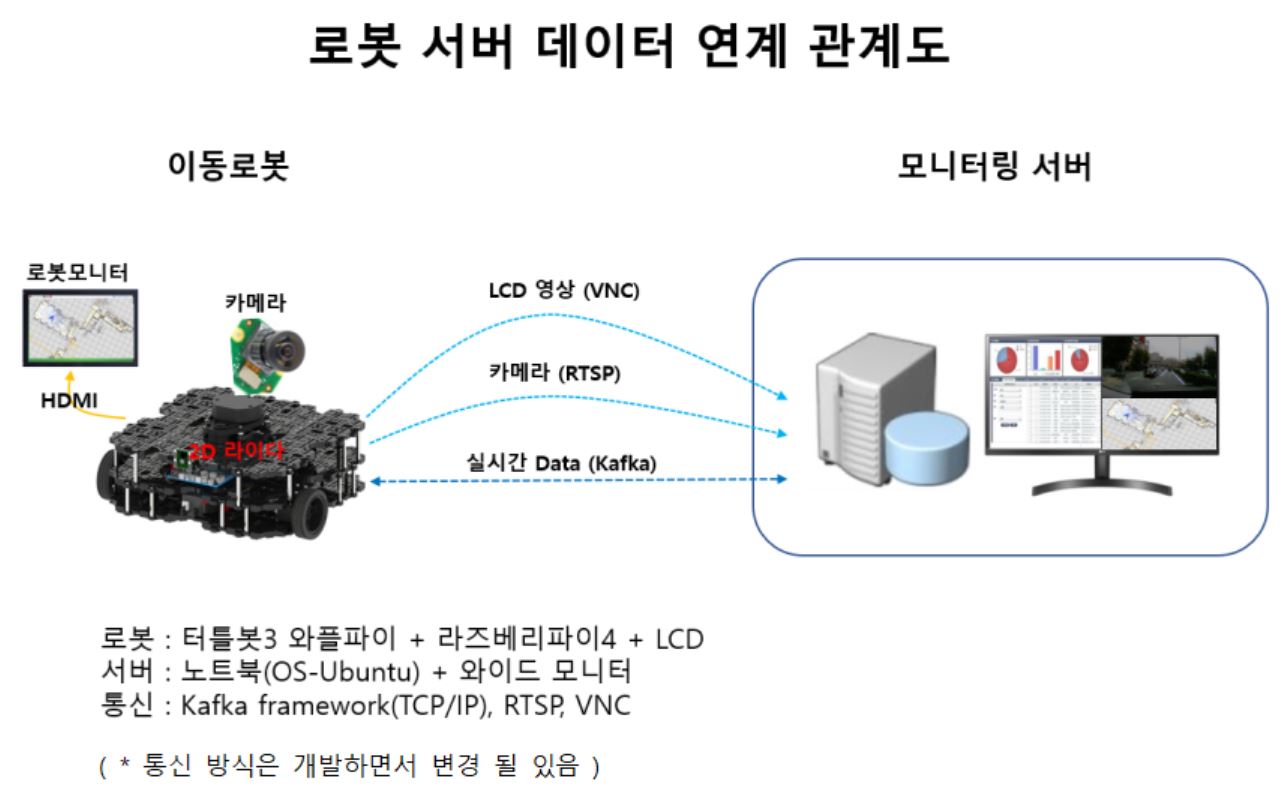 로봇 서버 데이터 연계 관계도
이동로봇
모니터링 서버
로봇모니터
카메라
HDMI
2D 라이다
LCD 영상 (VNC)
카메라 (RTSP)
실시간 Data (Kafka)
로봇 : 터틀봇3 와플파이 + 라즈베리파이4 + LCD
서버 : 노트북(OS-Ubuntu) + 와이드 모니터
통신 : Kafka framework(TCP/IP), RTSP, VNC
( * 통신 방식은 개발하면서 변경 될 있음 )